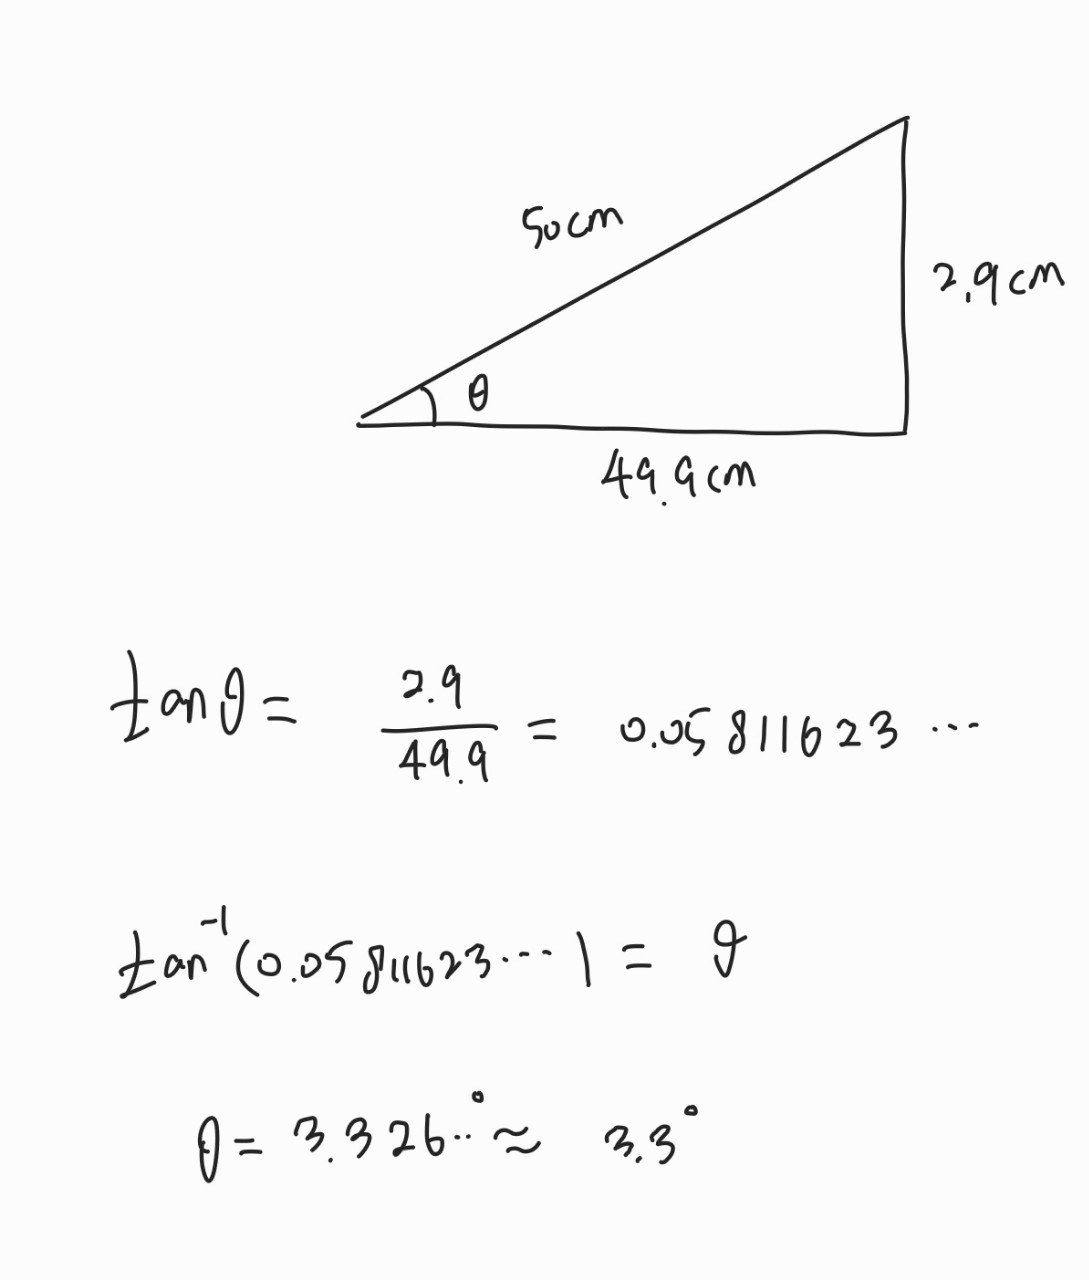 50cm
2.9cm
θ
49.9cm
tanθ = 2.9/49.9 = 0.05811623 ...
tan⁻¹(0.05811623...) = θ
θ = 3.326..° ≈ 3.3°